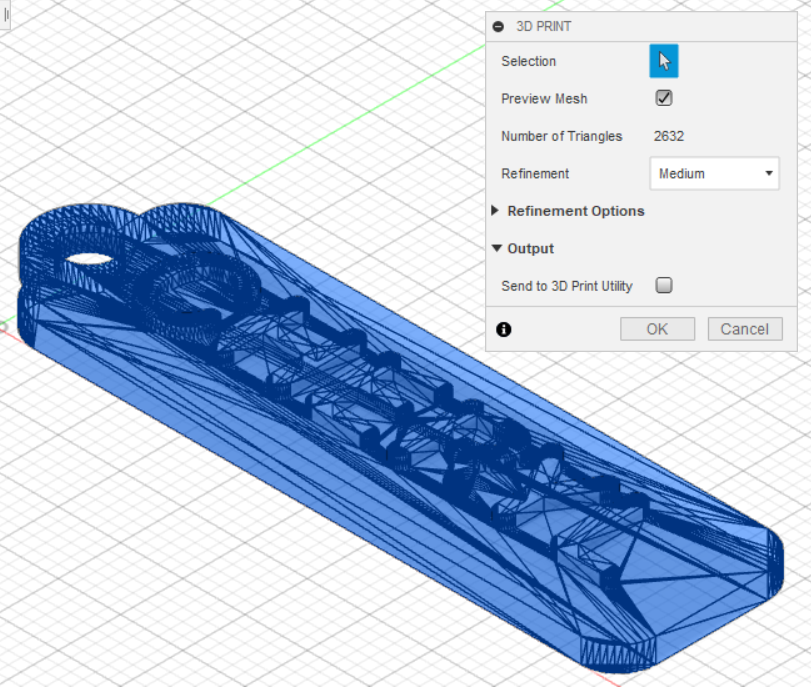 3D PRINT
Selection
Preview Mesh
Number of Triangles 2632
Refinement Medium
Refinement Options
Output
Send to 3D Print Utility
OK Cancel